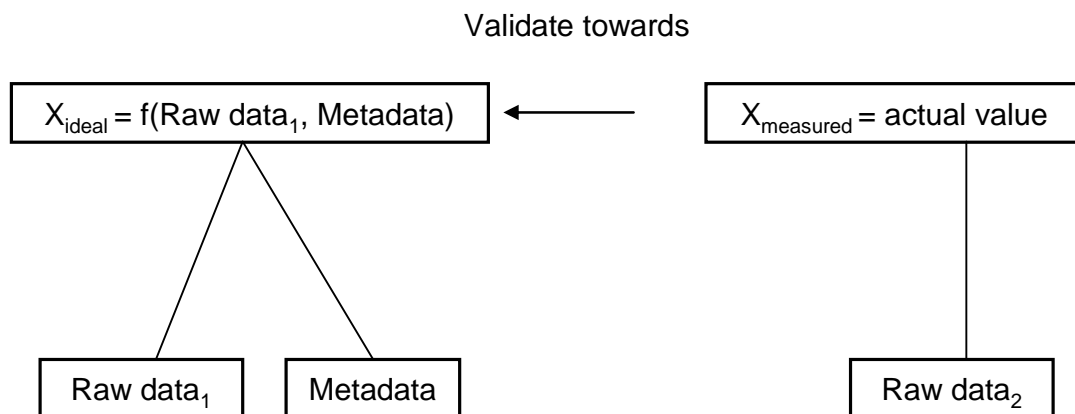 Validate towards
X_ideal = f(Raw data_1, Metadata)
X_measured = actual value
Raw data_1
Metadata
Raw data_2